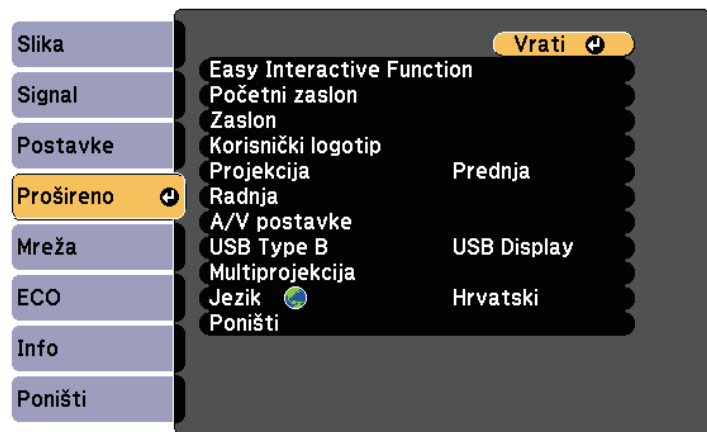 Slika
Signal
Postavke
Prošireno
Mreža
ECO
Info
Poništi
Vrati
Easy Interactive Function
Početni zaslon
Zaslon
Korisnički logotip
Projekcija Prednja
Radnja
A/V postavke
USB Type B USB Display
Multiprojekcija
Jezik Hrvatski
Poništi